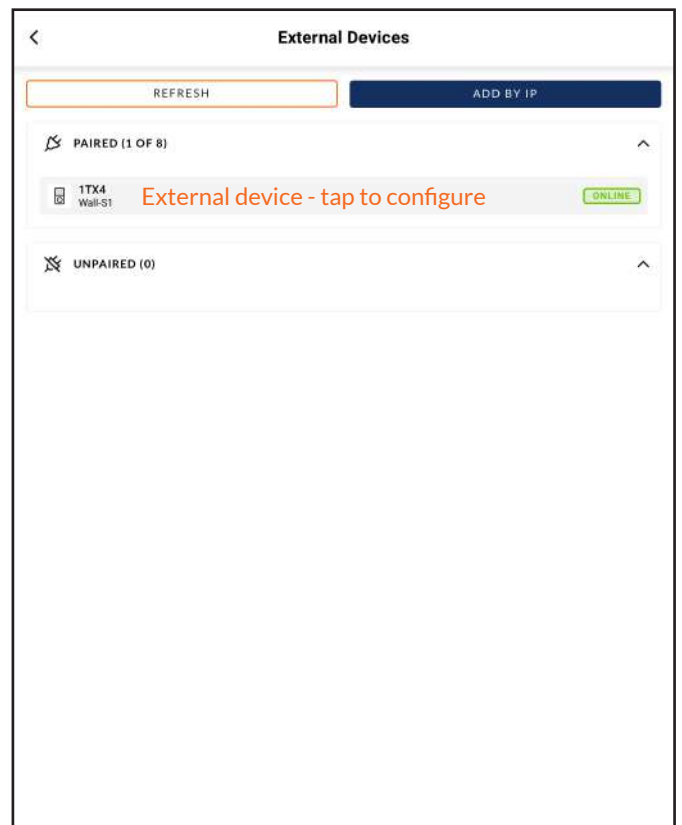 External Devices
REFRESH
ADD BY IP
PAIRED (1 OF 8)
1TX4
Wall-S1
External device - tap to configure
ONLINE
UNPAIRED (0)